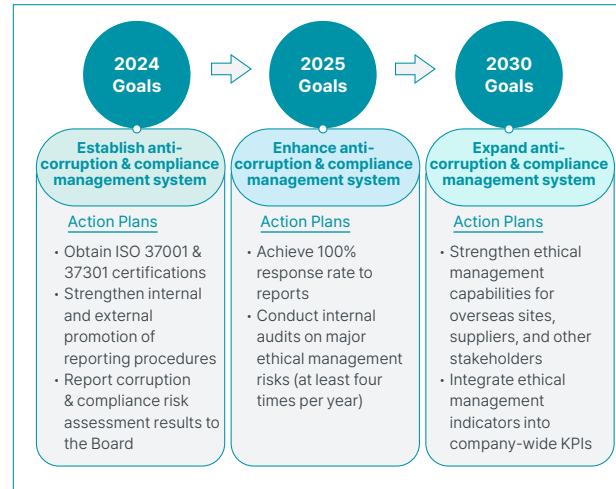 2024
Goals
Establish anti-
corruption & compliance
management system
Action Plans
· Obtain ISO 37001 &
37301 certifications
· Strengthen internal
and external
promotion of
reporting procedures
· Report corruption
& compliance risk
assessment results to
the Board
2025
Goals
Enhance anti-
corruption & compliance
management system
Action Plans
· Achieve 100%
response rate to
reports
· Conduct internal
audits on major
ethical management
risks (at least four
times per year)
2030
Goals
Expand anti-
corruption & compliance
management system
Action Plans
· Strengthen ethical
management
capabilities for
overseas sites,
suppliers, and other
stakeholders
· Integrate ethical
management
indicators into
company-wide KPIs